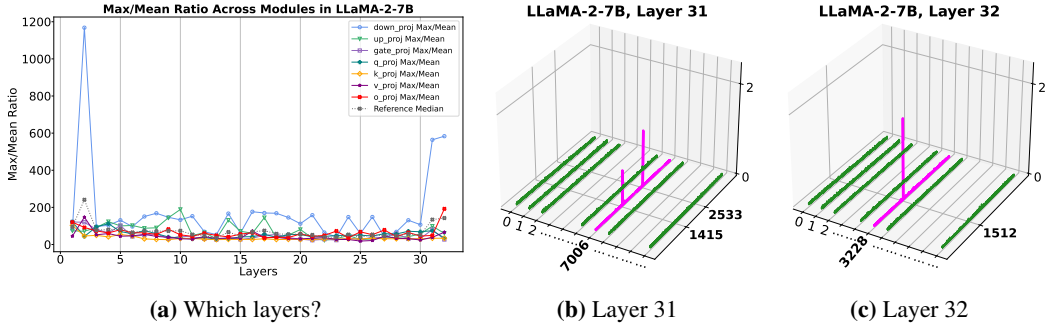 Max/Mean Ratio Across Modules in LLaMA-2-7B
Max/Mean Ratio
1200
1000
800
600
400
200
0
down_proj Max/Mean
up_proj Max/Mean
gate_proj Max/Mean
q_proj Max/Mean
k_proj Max/Mean
v_proj Max/Mean
o_proj Max/Mean
Reference Median
0 5 10 15 20 25 30
Layers
(a) Which layers?
LLaMA-2-7B, Layer 31
2
0
0 1 2
7006
2533
1415
(b) Layer 31
LLaMA-2-7B, Layer 32
2
0
0 1 2
3228
1512
(c) Layer 32